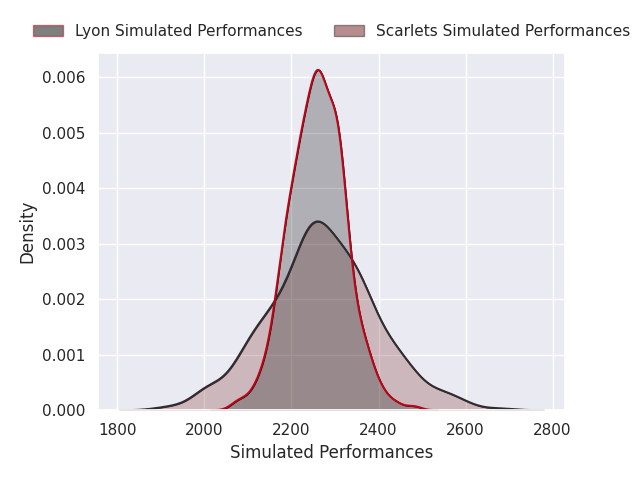 Lyon Simulated Performances Scarlets Simulated Performances
0.006
0.005
0.004
0.003
0.002
0.001
0.000
Density
1800 2000 2200 2400 2600 2800
Simulated Performances